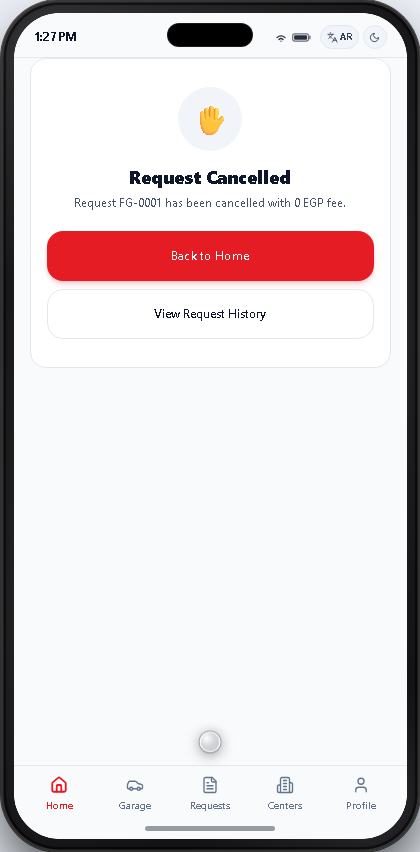 1:27 PM
AR
Request Cancelled
Request FG-0001 has been cancelled with 0 EGP fee.
Back to Home
View Request History
Home
Garage
Requests
Centers
Profile